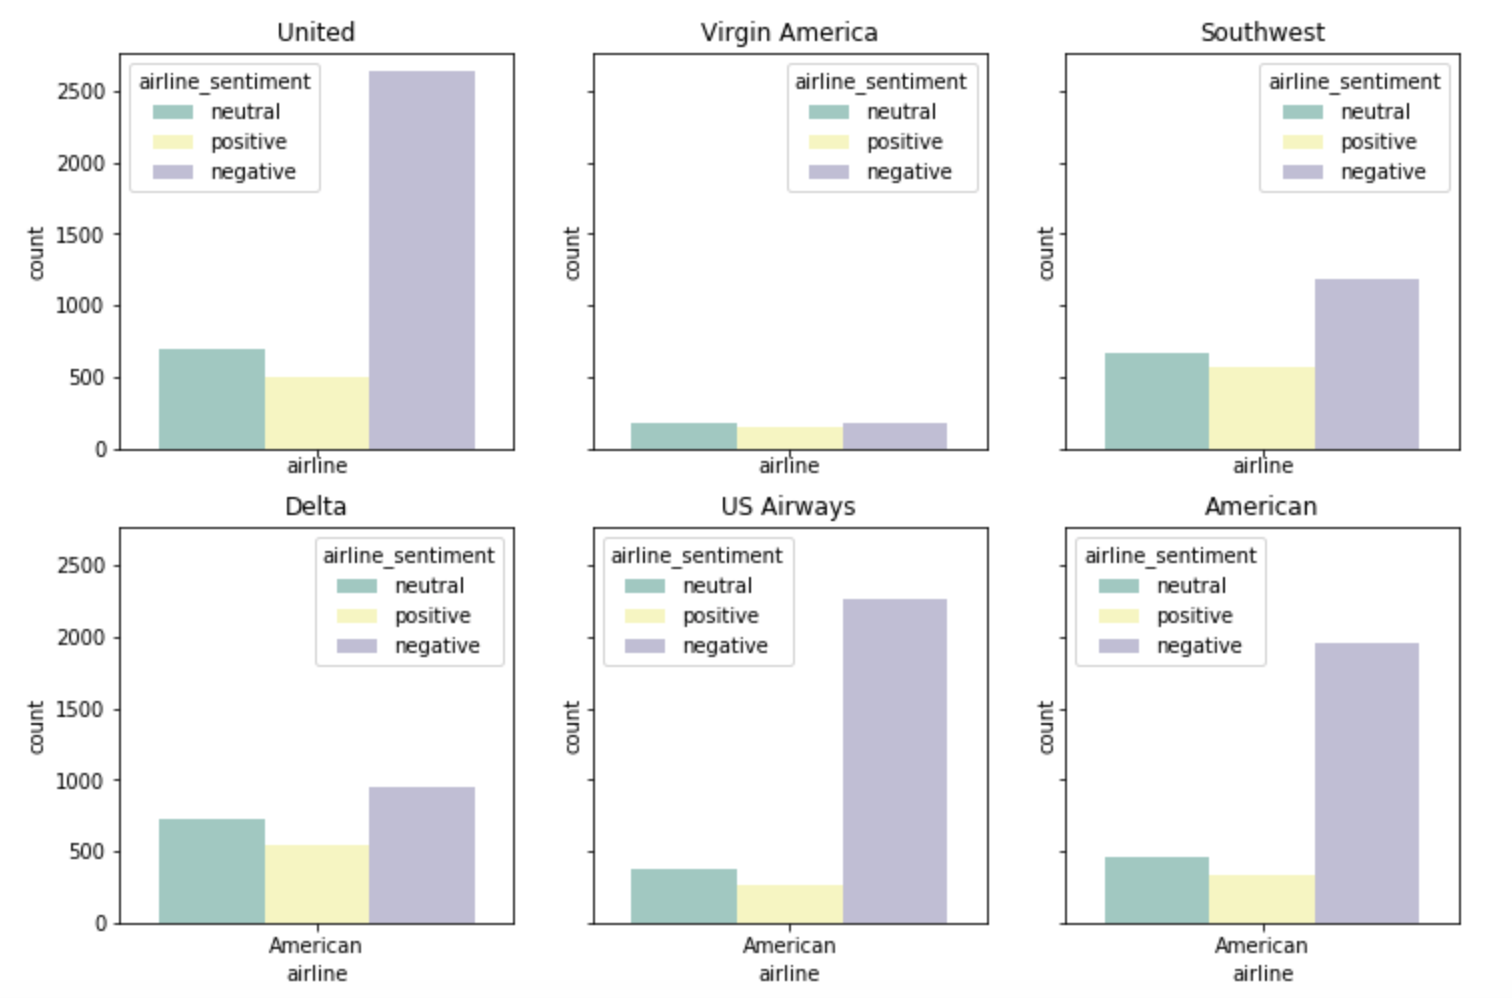 United
airline_sentiment
neutral
positive
negative
2500
2000
1500
1000
500
0
count
airline
Virgin America
airline_sentiment
neutral
positive
negative
count
airline
Southwest
airline_sentiment
neutral
positive
negative
count
airline
Delta
airline_sentiment
neutral
positive
negative
2500
2000
1500
1000
500
0
count
American
airline
US Airways
airline_sentiment
neutral
positive
negative
count
American
airline
American
airline_sentiment
neutral
positive
negative
count
American
airline